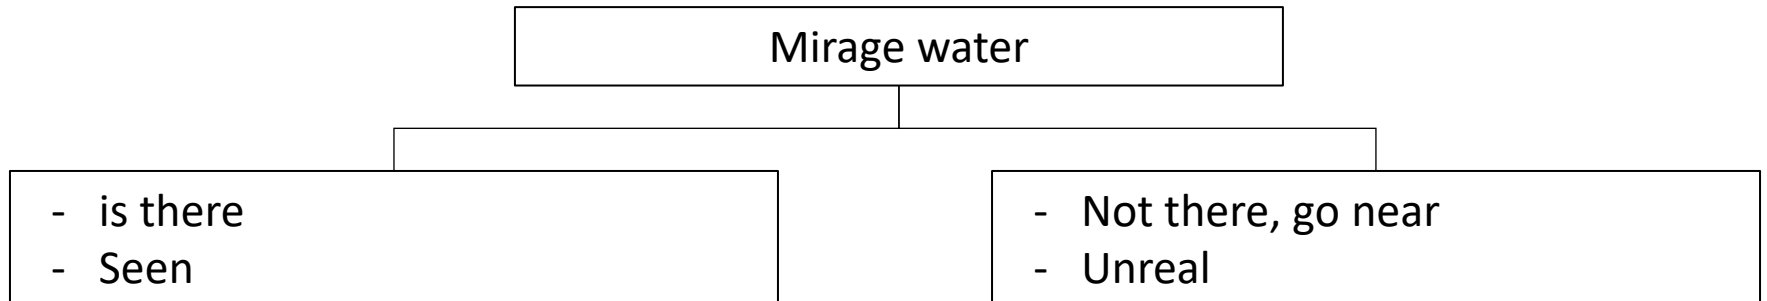 Mirage water
- is there
- Seen
- Not there, go near
- Unreal